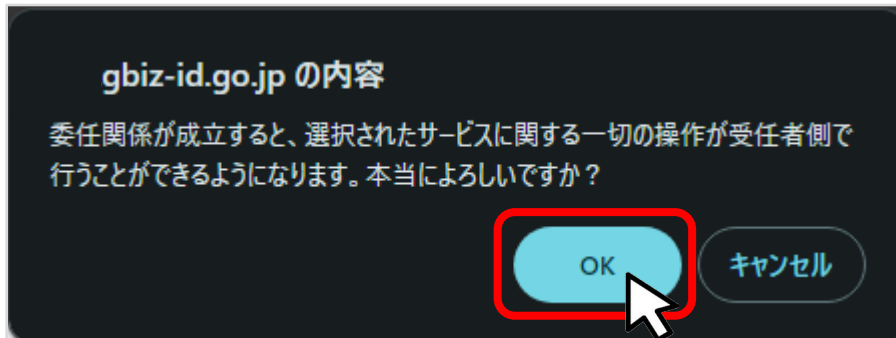 gbiz-id.go.jp の内容
委任関係が成立すると、選択されたサービスに関する一切の操作が受任者側で
行うことができるようになります。本当によろしいですか？
OK
キャンセル